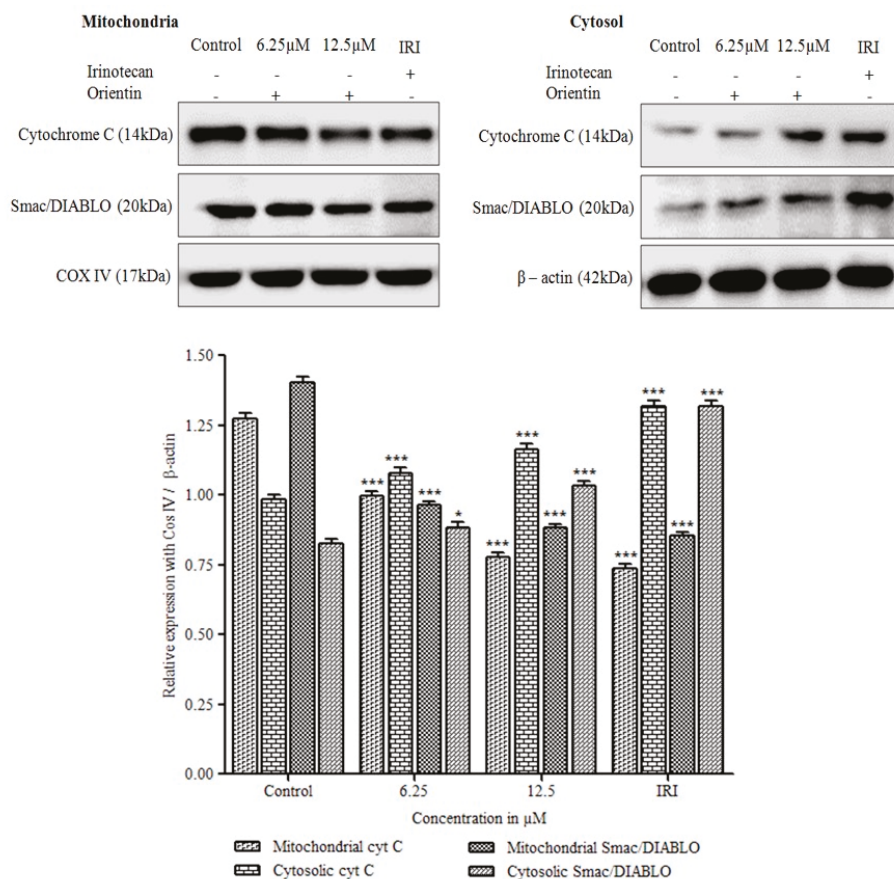 Mitochondria
Control 6.25µM 12.5µM IRI
Irinotecan - - - +
Orientin - + + -
Cytochrome C (14kDa)
Smac/DIABLO (20kDa)
COX IV (17kDa)
Cytosol
Control 6.25µM 12.5µM IRI
Irinotecan - - - +
Orientin - + + -
Cytochrome C (14kDa)
Smac/DIABLO (20kDa)
β – actin (42kDa)
Relative expression with Cos IV / β-actin
1.50
1.25
1.00
0.75
0.50
0.25
0.00
*** *** *** *
*** *** *** ***
*** *** *** ***
Control 6.25 12.5 IRI
Concentration in µM
Mitochondrial cyt C
Cytosolic cyt C
Mitochondrial Smac/DIABLO
Cytosolic Smac/DIABLO